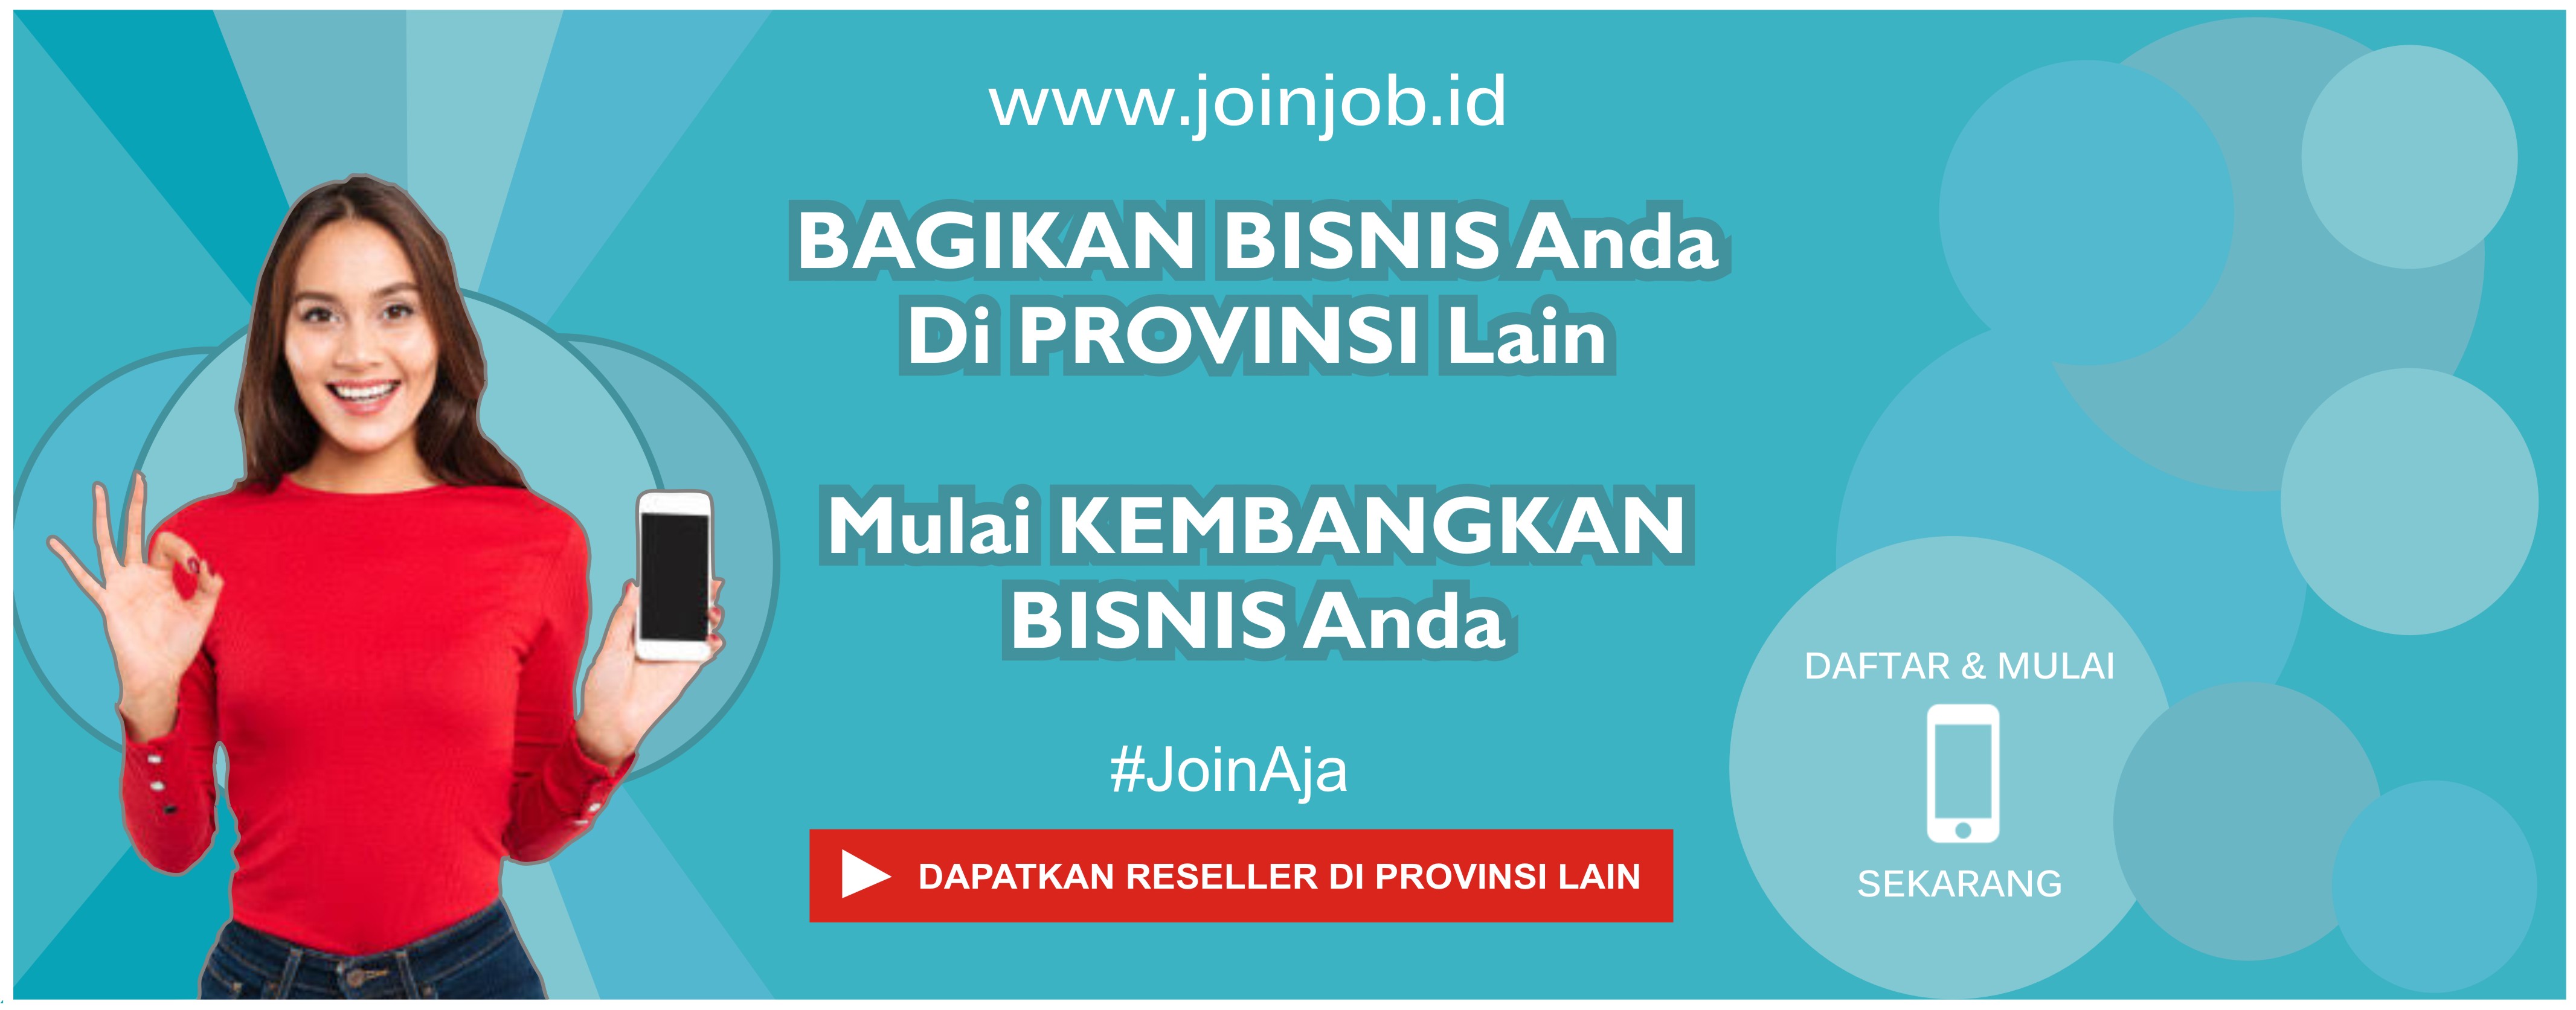 www.joinjob.id
BAGIKAN BISNIS Anda
Di PROVINSI Lain
Mulai KEMBANGKAN
BISNIS Anda
#JoinAja
DAPATKAN RESELLER DI PROVINSI LAIN
DAFTAR & MULAI
SEKARANG